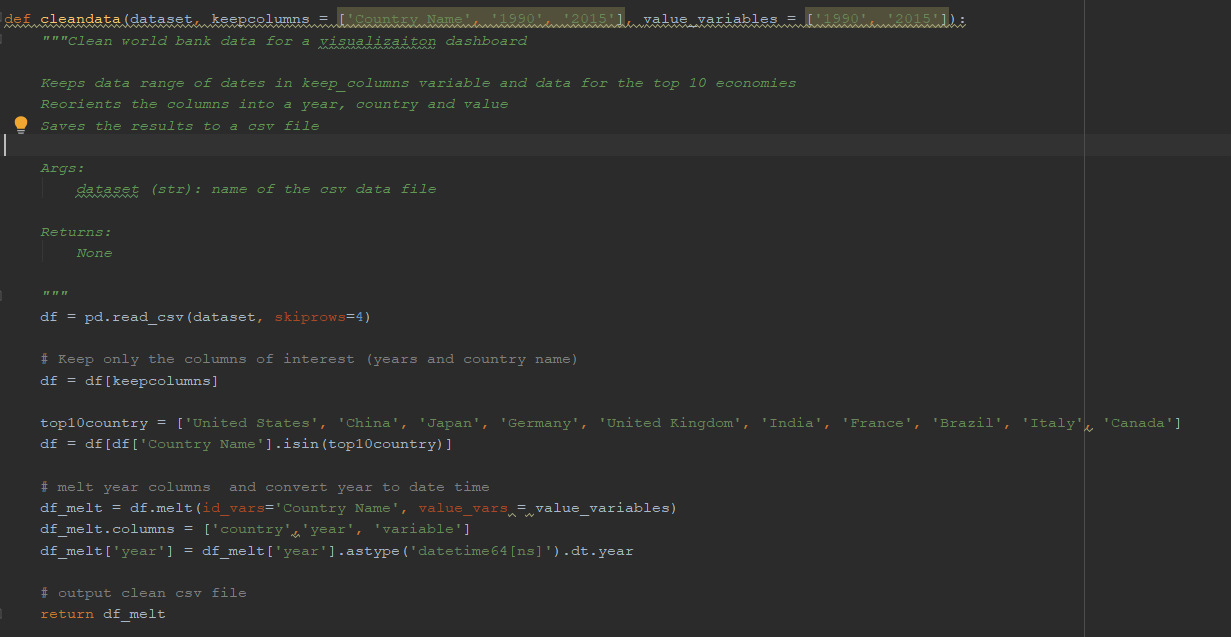 def cleandata(dataset, keepcolumns = ['Country Name', '1990', '2015'], value_variables = ['1990', '2015']):
"""Clean world bank data for a visualizaiton dashboard
Keeps data range of dates in keep_columns variable and data for the top 10 economies
Reorients the columns into a year, country and value
Saves the results to a csv file
Args:
dataset (str): name of the csv data file
Returns:
None
"""
df = pd.read_csv(dataset, skiprows=4)
# Keep only the columns of interest (years and country name)
df = df[keepcolumns]
top10country = ['United States', 'China', 'Japan', 'Germany', 'United Kingdom', 'India', 'France', 'Brazil', 'Italy', 'Canada']
df = df[df['Country Name'].isin(top10country)]
# melt year columns  and convert year to date time
df_melt = df.melt(id_vars='Country Name', value_vars = value_variables)
df_melt.columns = ['country','year', 'variable']
df_melt['year'] = df_melt['year'].astype('datetime64[ns]').dt.year
# output clean csv file
return df_melt